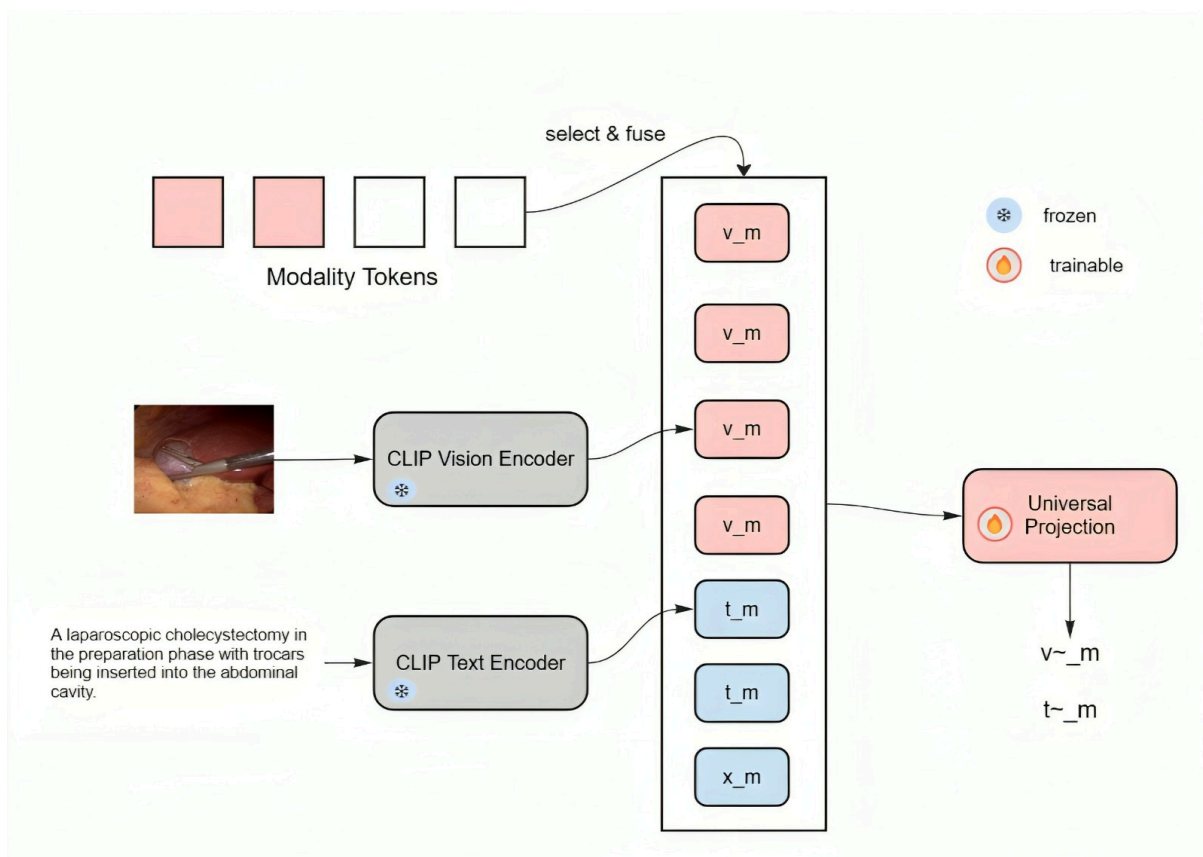 select & fuse
Modality Tokens
v_m
v_m
v_m
v_m
t_m
t_m
x_m
frozen
trainable
CLIP Vision Encoder
A laparoscopic cholecystectomy in
the preparation phase with trocars
being inserted into the abdominal
cavity.
CLIP Text Encoder
Universal
Projection
v~_m
t~_m